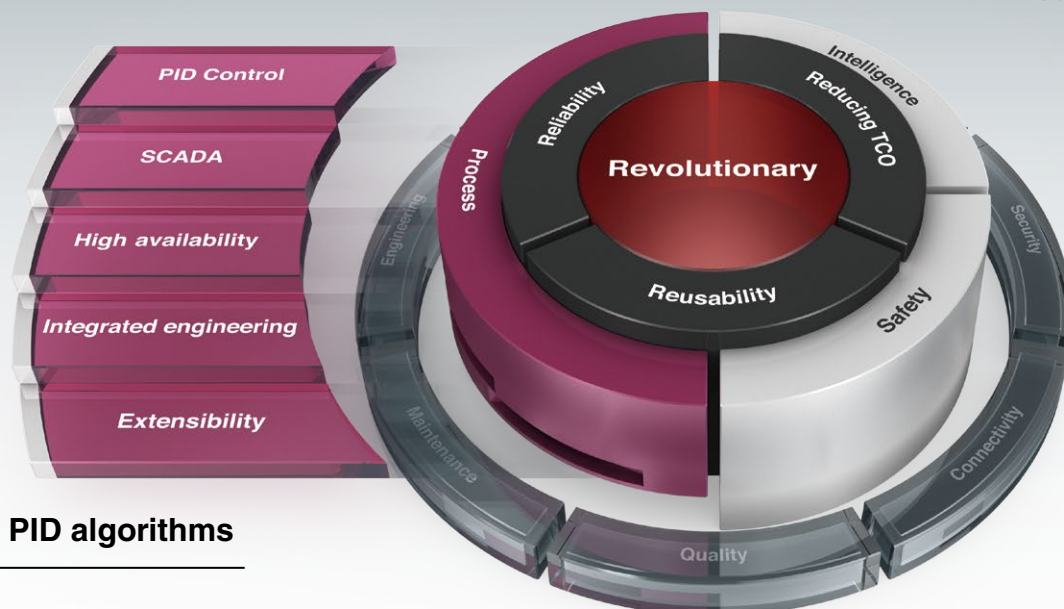 PID Control
SCADA
High availability
Integrated engineering
Extensibility
Process
Reliability
Intelligence
Reducing TCO
Revolutionary
Reusability
Safety
Engineering
Security
Maintenance
Connectivity
Quality
PID algorithms